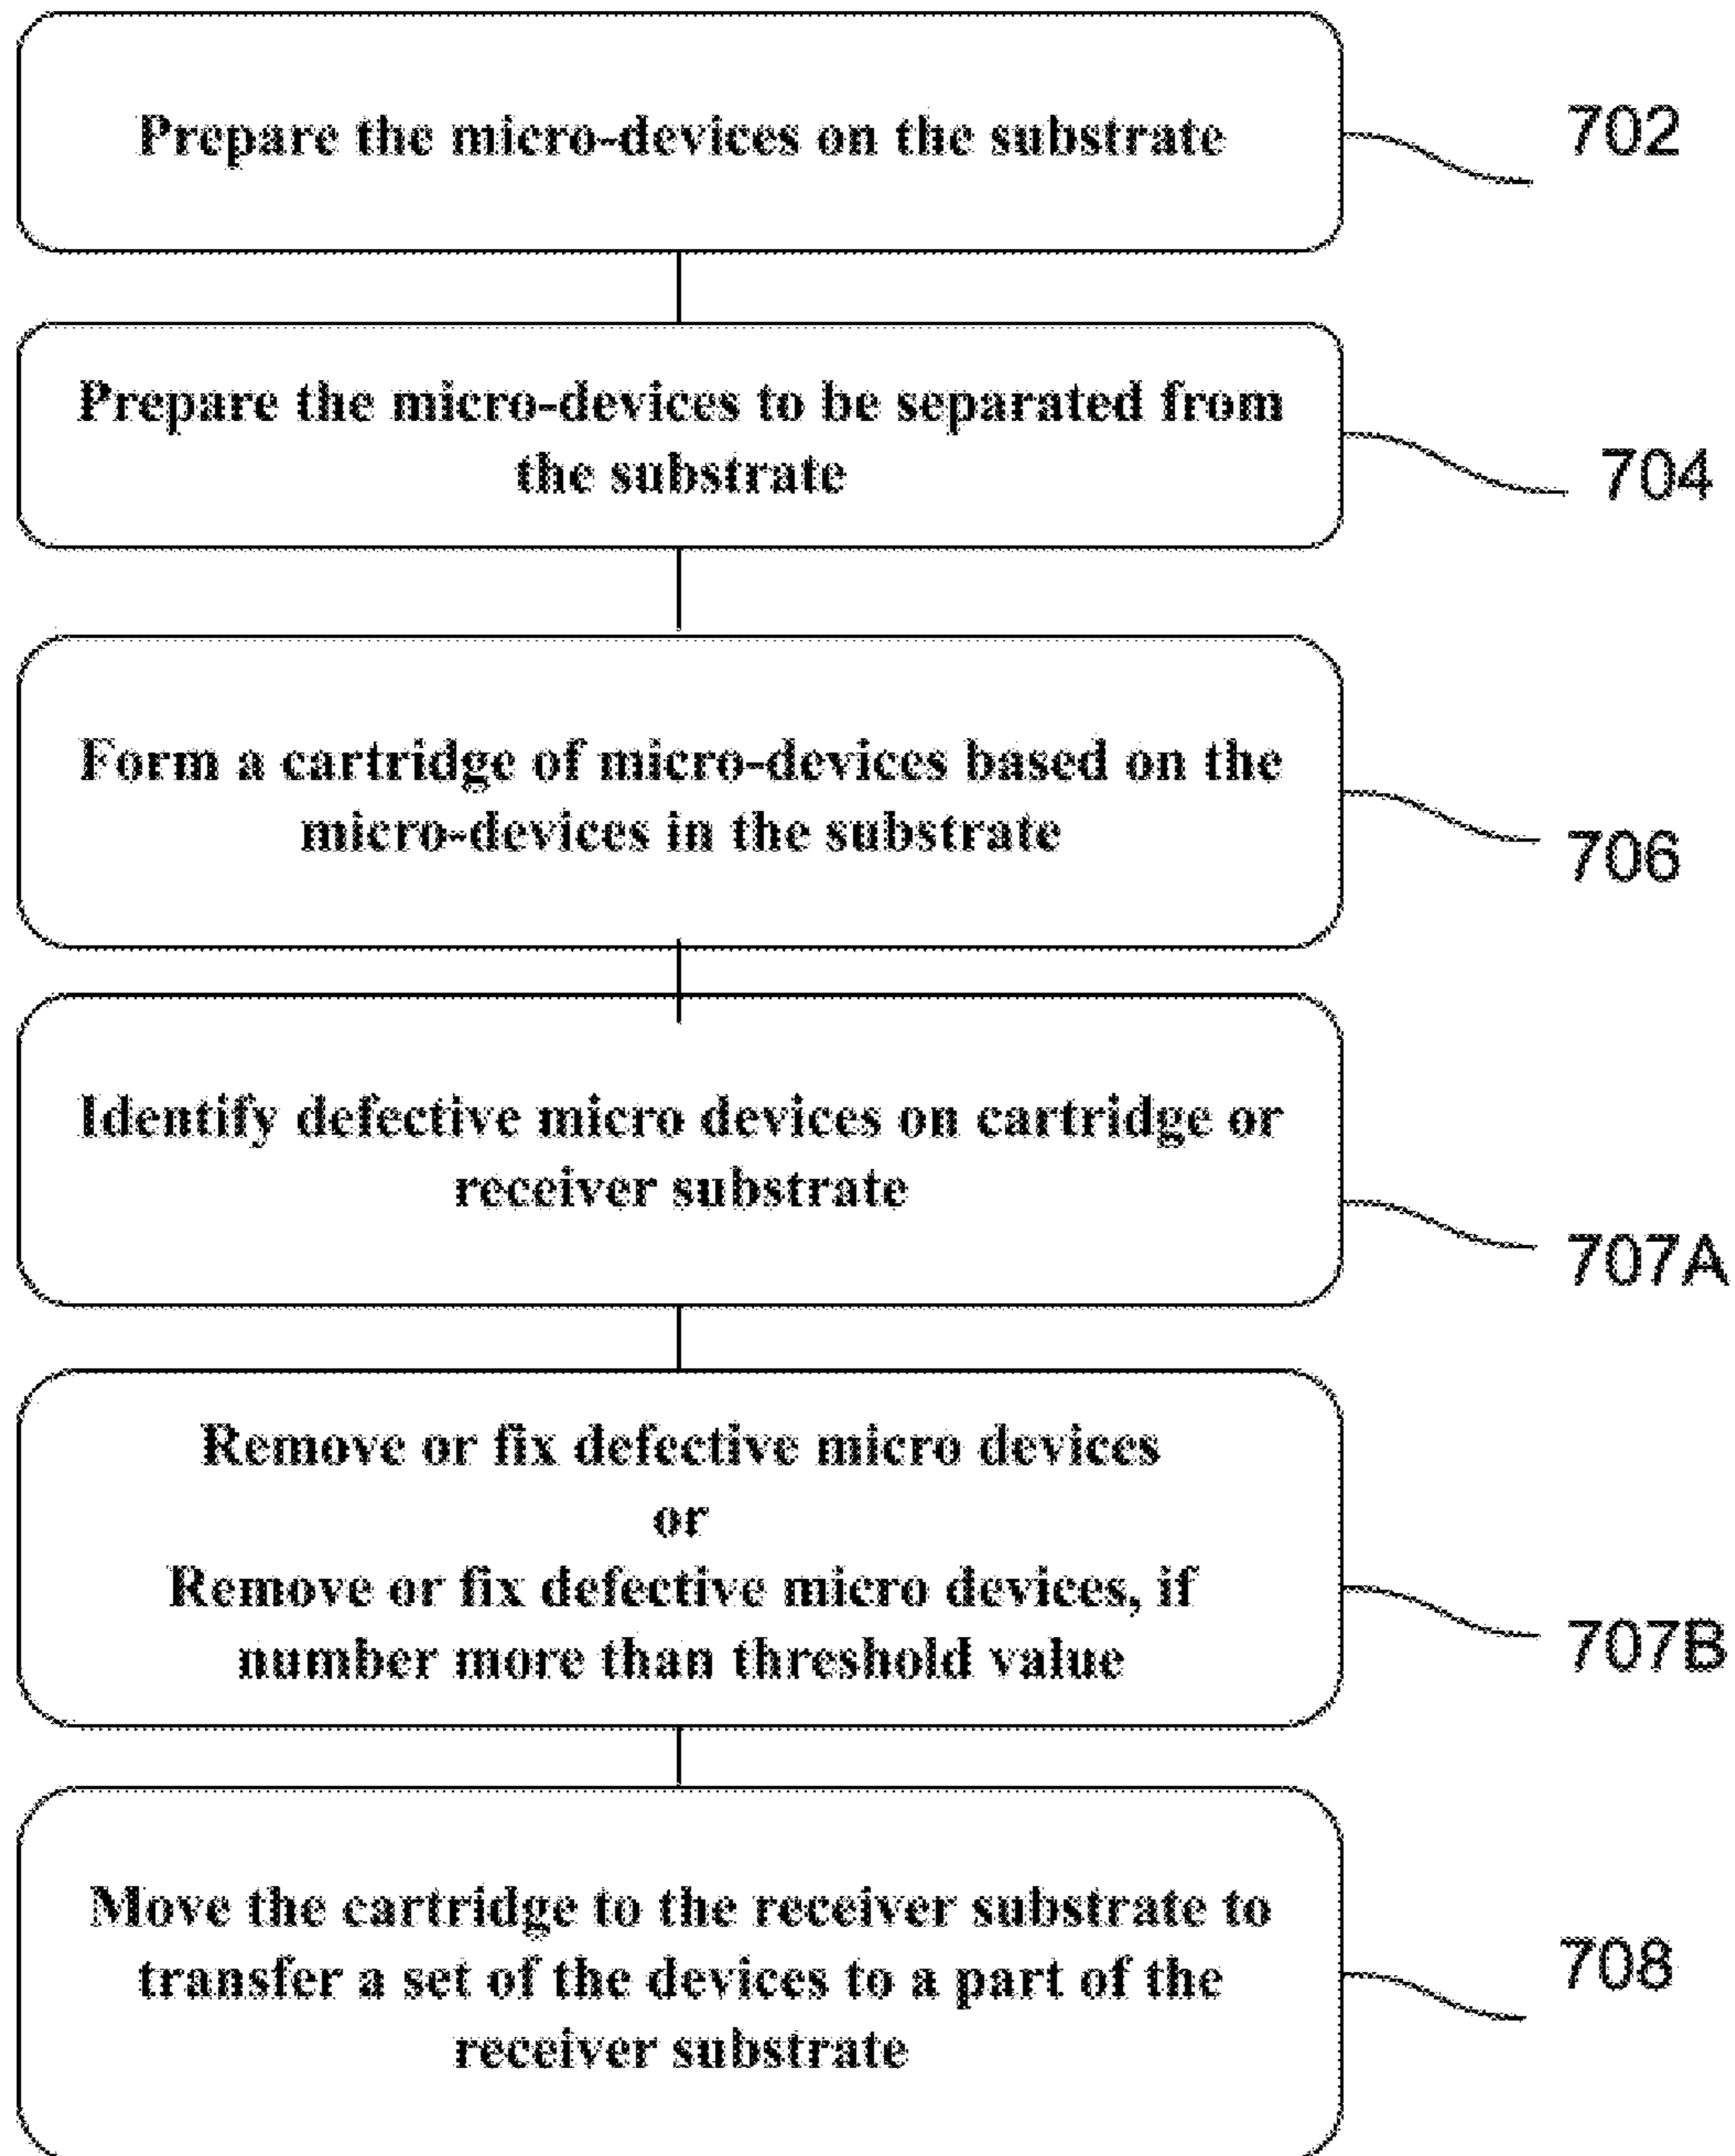 Prepare the micro-devices on the substrate
702
Prepare the micro-devices to be separated from
the substrate
704
Form a cartridge of micro-devices based on the
micro-devices in the substrate
706
Identify defective micro devices on cartridge or
receiver substrate
707A
Remove or fix defective micro devices
or
Remove or fix defective micro devices, if
number more than threshold value
707B
Move the cartridge to the receiver substrate to
transfer a set of the devices to a part of the
receiver substrate
708